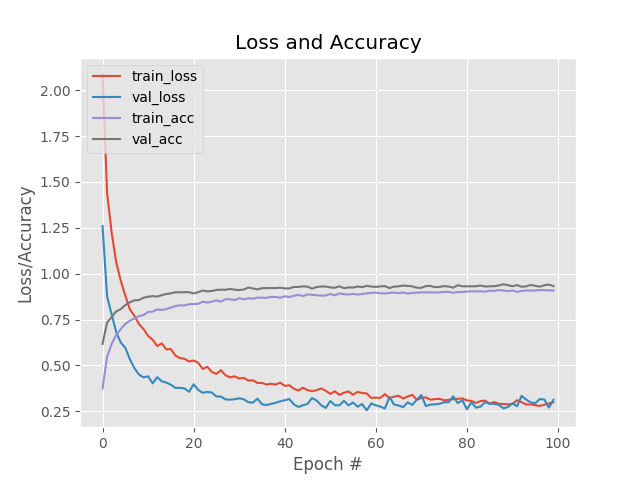 Loss and Accuracy
train_loss
val_loss
train_acc
val_acc
Loss/Accuracy
2.00
1.75
1.50
1.25
1.00
0.75
0.50
0.25
0 20 40 60 80 100
Epoch #